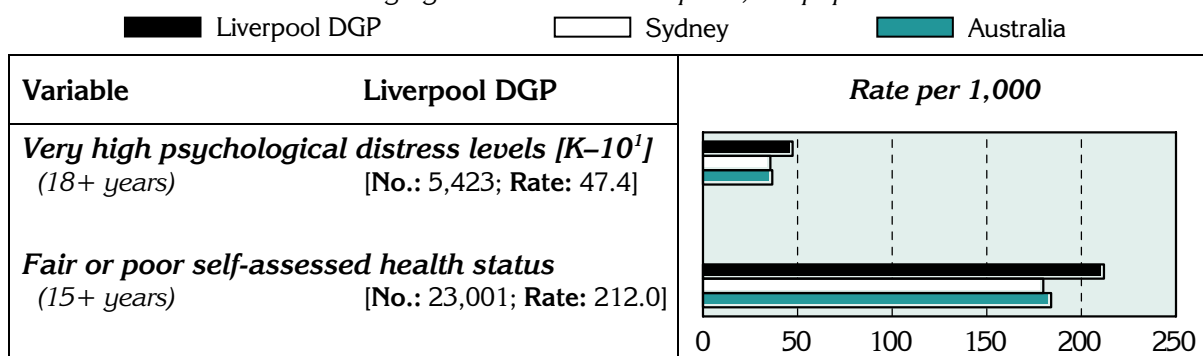 Liverpool DGP Sydney Australia
Variable Liverpool DGP Rate per 1,000
Very high psychological distress levels [K–10¹]
(18+ years) [No.: 5,423; Rate: 47.4]
Fair or poor self-assessed health status
(15+ years) [No.: 23,001; Rate: 212.0]
0 50 100 150 200 250